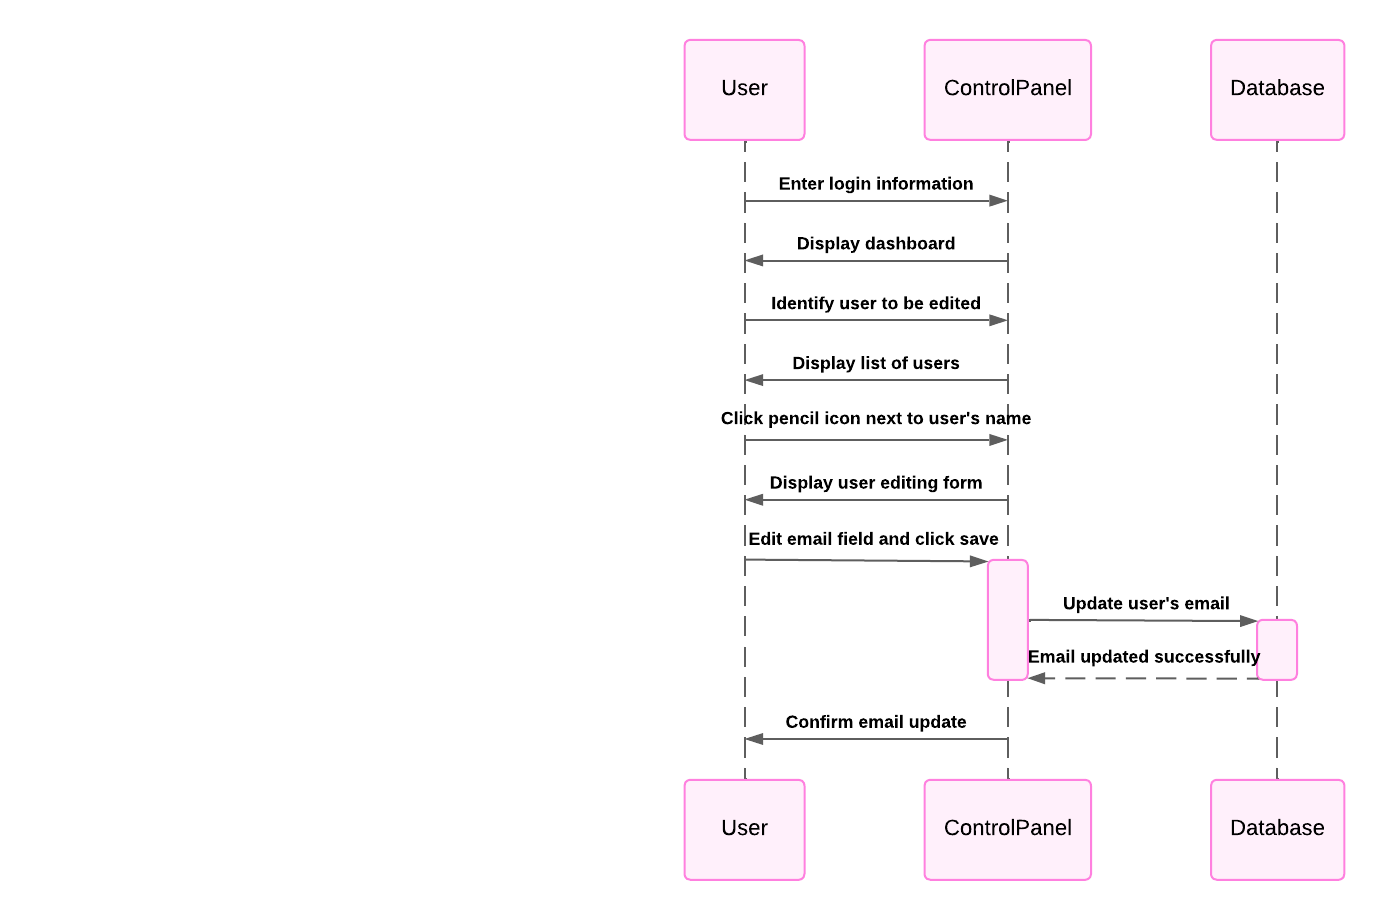 User
ControlPanel
Database
Enter login information
Display dashboard
Identify user to be edited
Display list of users
Click pencil icon next to user's name
Display user editing form
Edit email field and click save
Update user's email
Email updated successfully
Confirm email update
User
ControlPanel
Database